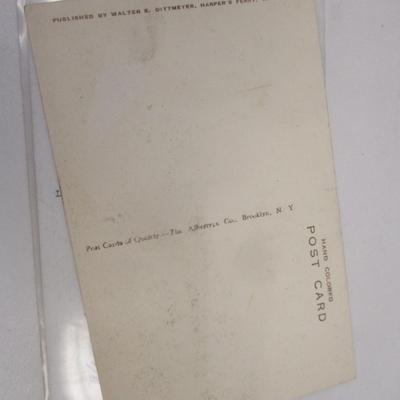 PUBLISHED BY WALTER E. DITTMEYER, HARPER'S FERRY,
Post Cards of Quality.—The Albertype Co., Brooklyn, N. Y.
HAND COLORED
POST CARD